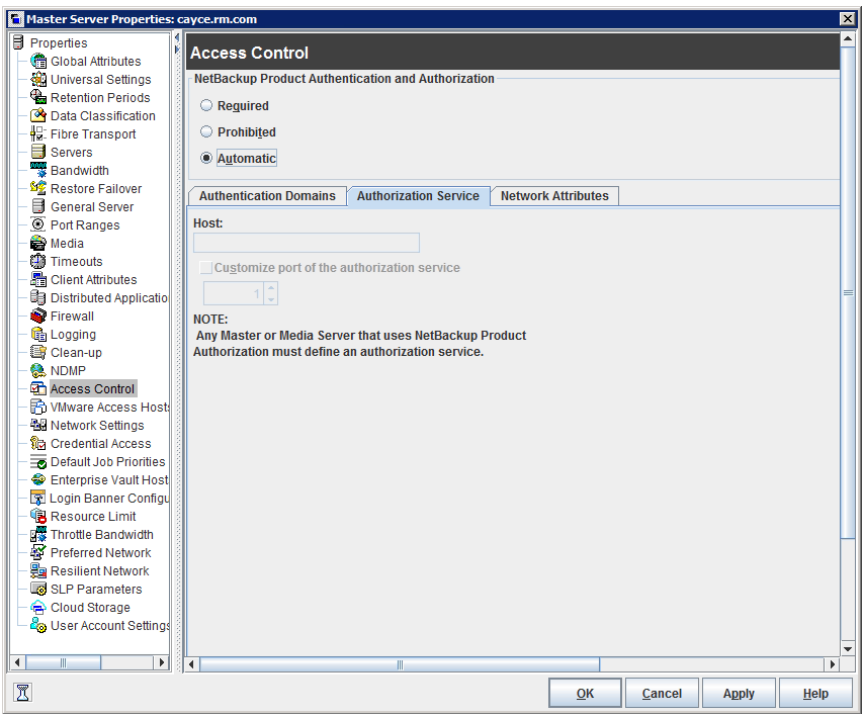 Master Server Properties: cayce.rm.com
Properties
Global Attributes
Universal Settings
Retention Periods
Data Classification
Fibre Transport
Servers
Bandwidth
Restore Failover
General Server
Port Ranges
Media
Timeouts
Client Attributes
Distributed Applicatio
Firewall
Logging
Clean-up
NDMP
Access Control
VMware Access Hosts
Network Settings
Credential Access
Default Job Priorities
Enterprise Vault Host
Login Banner Configu
Resource Limit
Throttle Bandwidth
Preferred Network
Resilient Network
SLP Parameters
Cloud Storage
User Account Settings
Access Control
NetBackup Product Authentication and Authorization
Required
Prohibited
Automatic
Authentication Domains Authorization Service Network Attributes
Host:
Customize port of the authorization service
1
NOTE:
Any Master or Media Server that uses NetBackup Product
Authorization must define an authorization service.
OK Cancel Apply Help